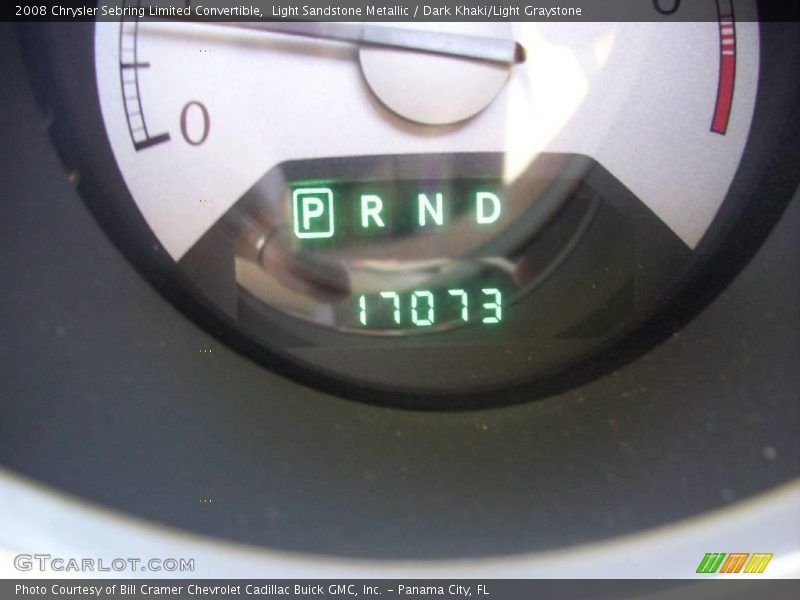 2008 Chrysler Sebring Limited Convertible,  Light Sandstone Metallic / Dark Khaki/Light Graystone
0
P R N D
17073
GTCARLOT.COM
Photo Courtesy of Bill Cramer Chevrolet Cadillac Buick GMC, Inc. - Panama City, FL